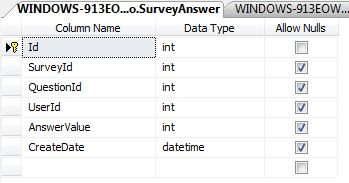 WINDOWS-913EO...o.SurveyAnswer WINDOWS-913EOW
Column Name Data Type Allow Nulls
Id int
SurveyId int
QuestionId int
UserId int
AnswerValue int
CreateDate datetime